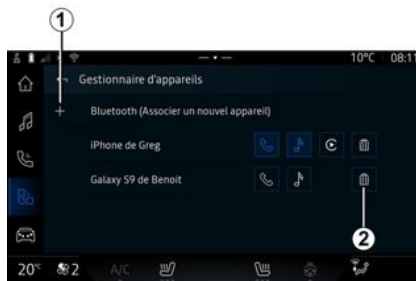 1
10°C 08:11
Gestionnaire d'appareils
Bluetooth (Associer un nouvel appareil)
iPhone de Greg
Galaxy S9 de Benoit
2
20° 2 A/C